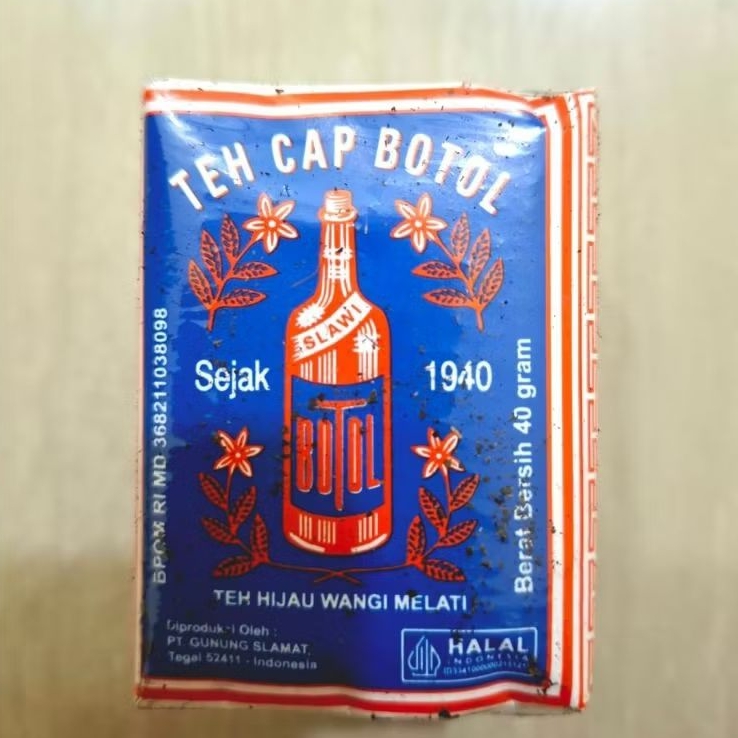 TEH CAP BOTOL
SLAWI
Sejak 1940
BOTOL
BPOM RI MD 368211038098
Berat Bersih 40 gram
TEH HIJAU WANGI MELATI
Diproduksi Oleh :
PT. GUNUNG SLAMAT.
Tegal 52411 - Indonesia
HALAL
INDONESIA